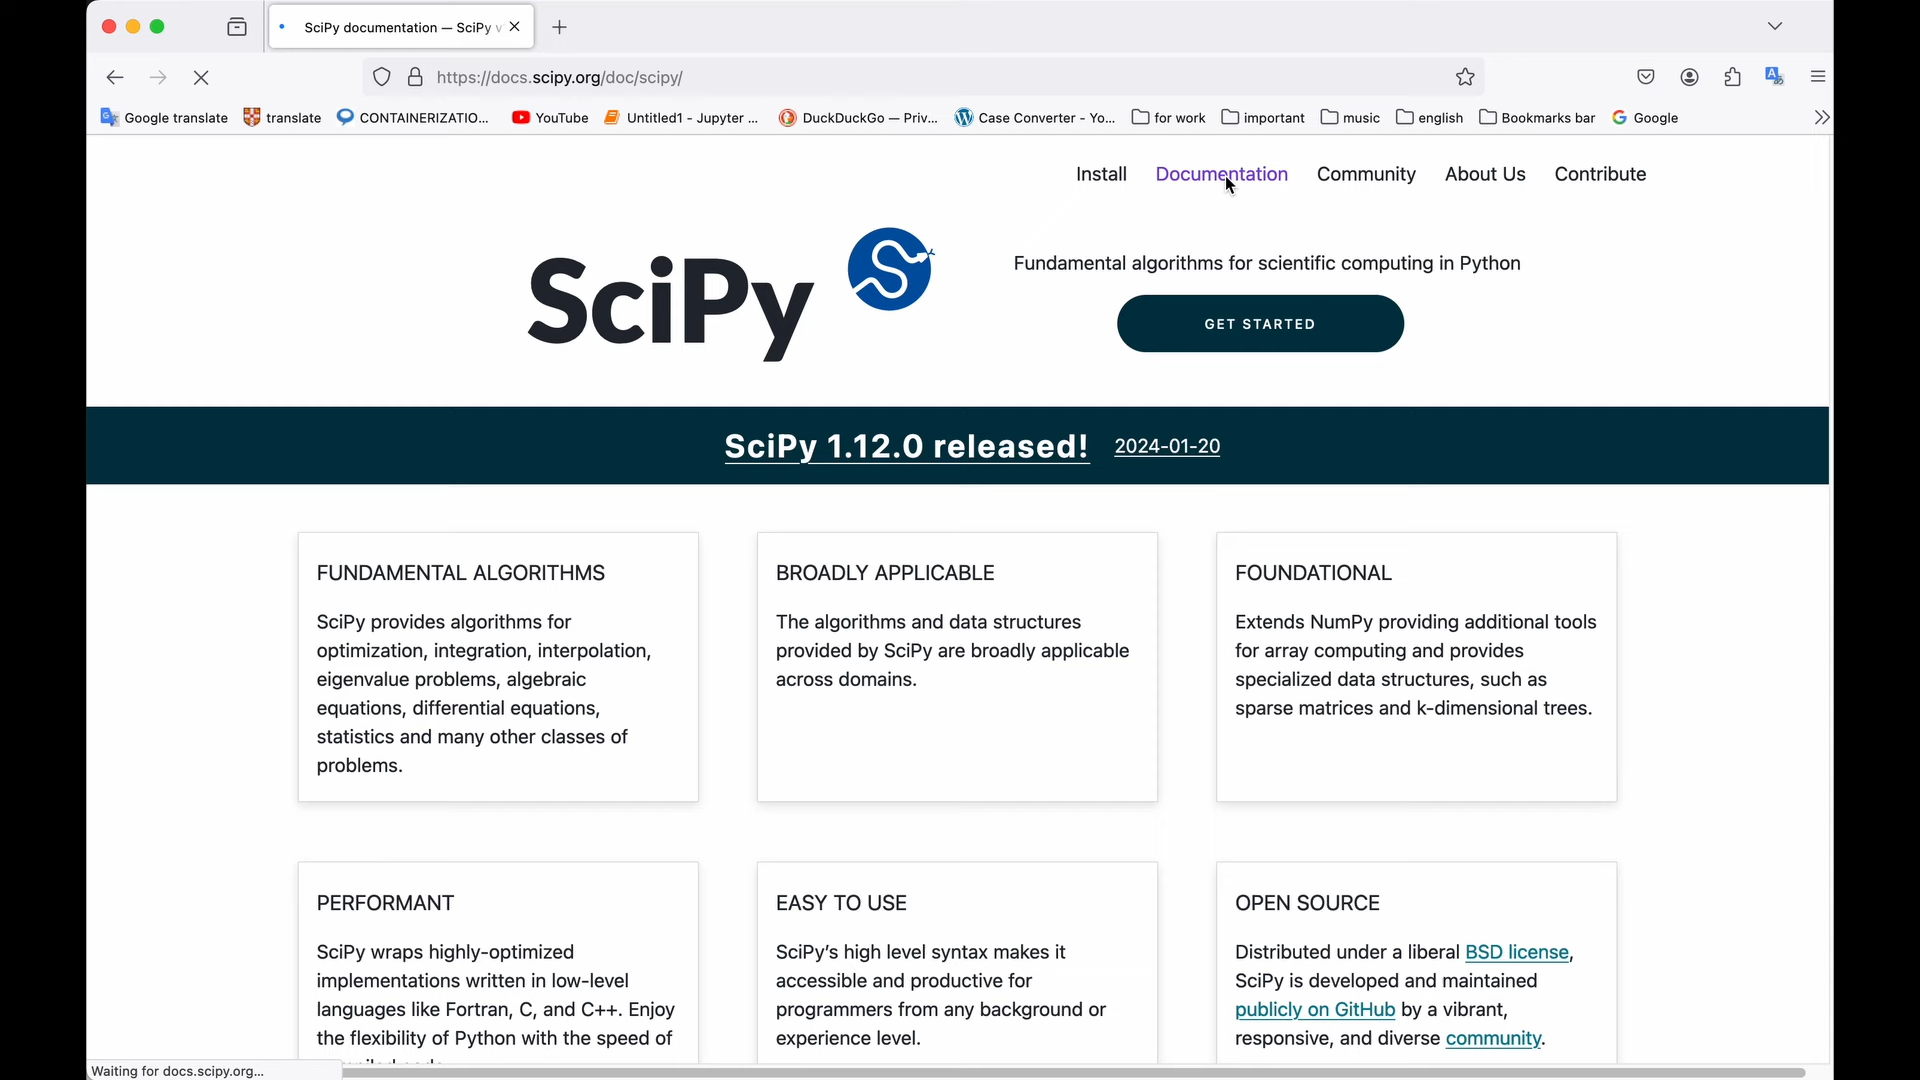 SciPy documentation — SciPy v
https://docs.scipy.org/doc/scipy/
Google translate translate CONTAINERIZATIO... YouTube Untitled1 - Jupyter ... DuckDuckGo — Priv... Case Converter - Yo... for work important music english Bookmarks bar Google
Install Documentation Community About Us Contribute
SciPy
Fundamental algorithms for scientific computing in Python
GET STARTED
SciPy 1.12.0 released! 2024-01-20
FUNDAMENTAL ALGORITHMS
SciPy provides algorithms for
optimization, integration, interpolation,
eigenvalue problems, algebraic
equations, differential equations,
statistics and many other classes of
problems.
BROADLY APPLICABLE
The algorithms and data structures
provided by SciPy are broadly applicable
across domains.
FOUNDATIONAL
Extends NumPy providing additional tools
for array computing and provides
specialized data structures, such as
sparse matrices and k-dimensional trees.
PERFORMANT
SciPy wraps highly-optimized
implementations written in low-level
languages like Fortran, C, and C++. Enjoy
the flexibility of Python with the speed of
EASY TO USE
SciPy's high level syntax makes it
accessible and productive for
programmers from any background or
experience level.
OPEN SOURCE
Distributed under a liberal BSD license,
SciPy is developed and maintained
publicly on GitHub by a vibrant,
responsive, and diverse community.
Waiting for docs.scipy.org...